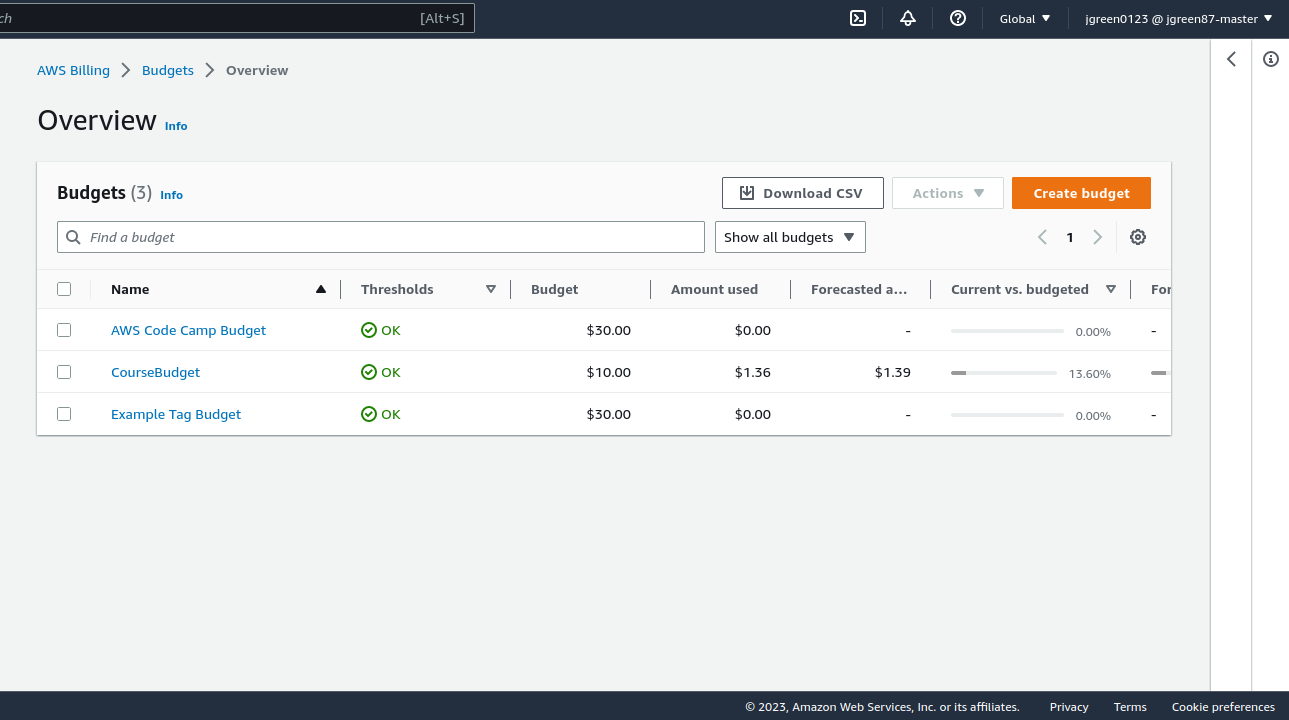 ch [Alt+S] Global jgreen0123 @ jgreen87-master
AWS Billing Budgets Overview
Overview Info
Budgets (3) Info Download CSV Actions Create budget
Find a budget Show all budgets 1
Name Thresholds Budget Amount used Forecasted a... Current vs. budgeted For
AWS Code Camp Budget OK $30.00 $0.00 - 0.00% -
CourseBudget OK $10.00 $1.36 $1.39 13.60%
Example Tag Budget OK $30.00 $0.00 - 0.00% -
© 2023, Amazon Web Services, Inc. or its affiliates. Privacy Terms Cookie preferences